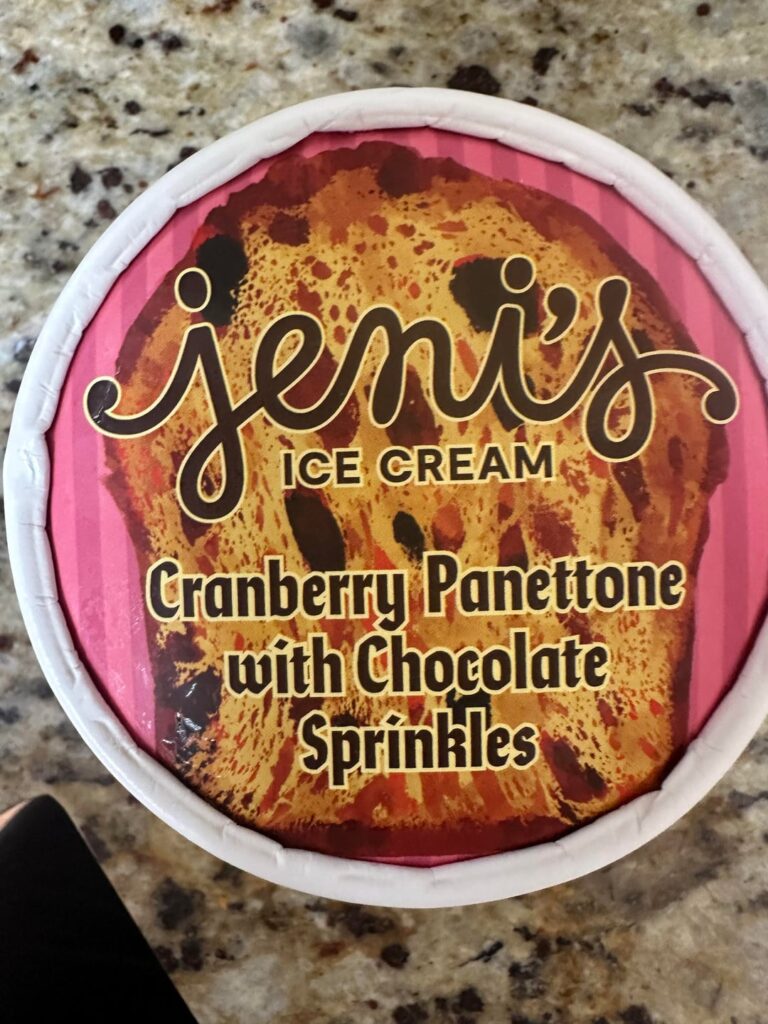 jeni's
ICE CREAM
Cranberry Panettone
with Chocolate
Sprinkles